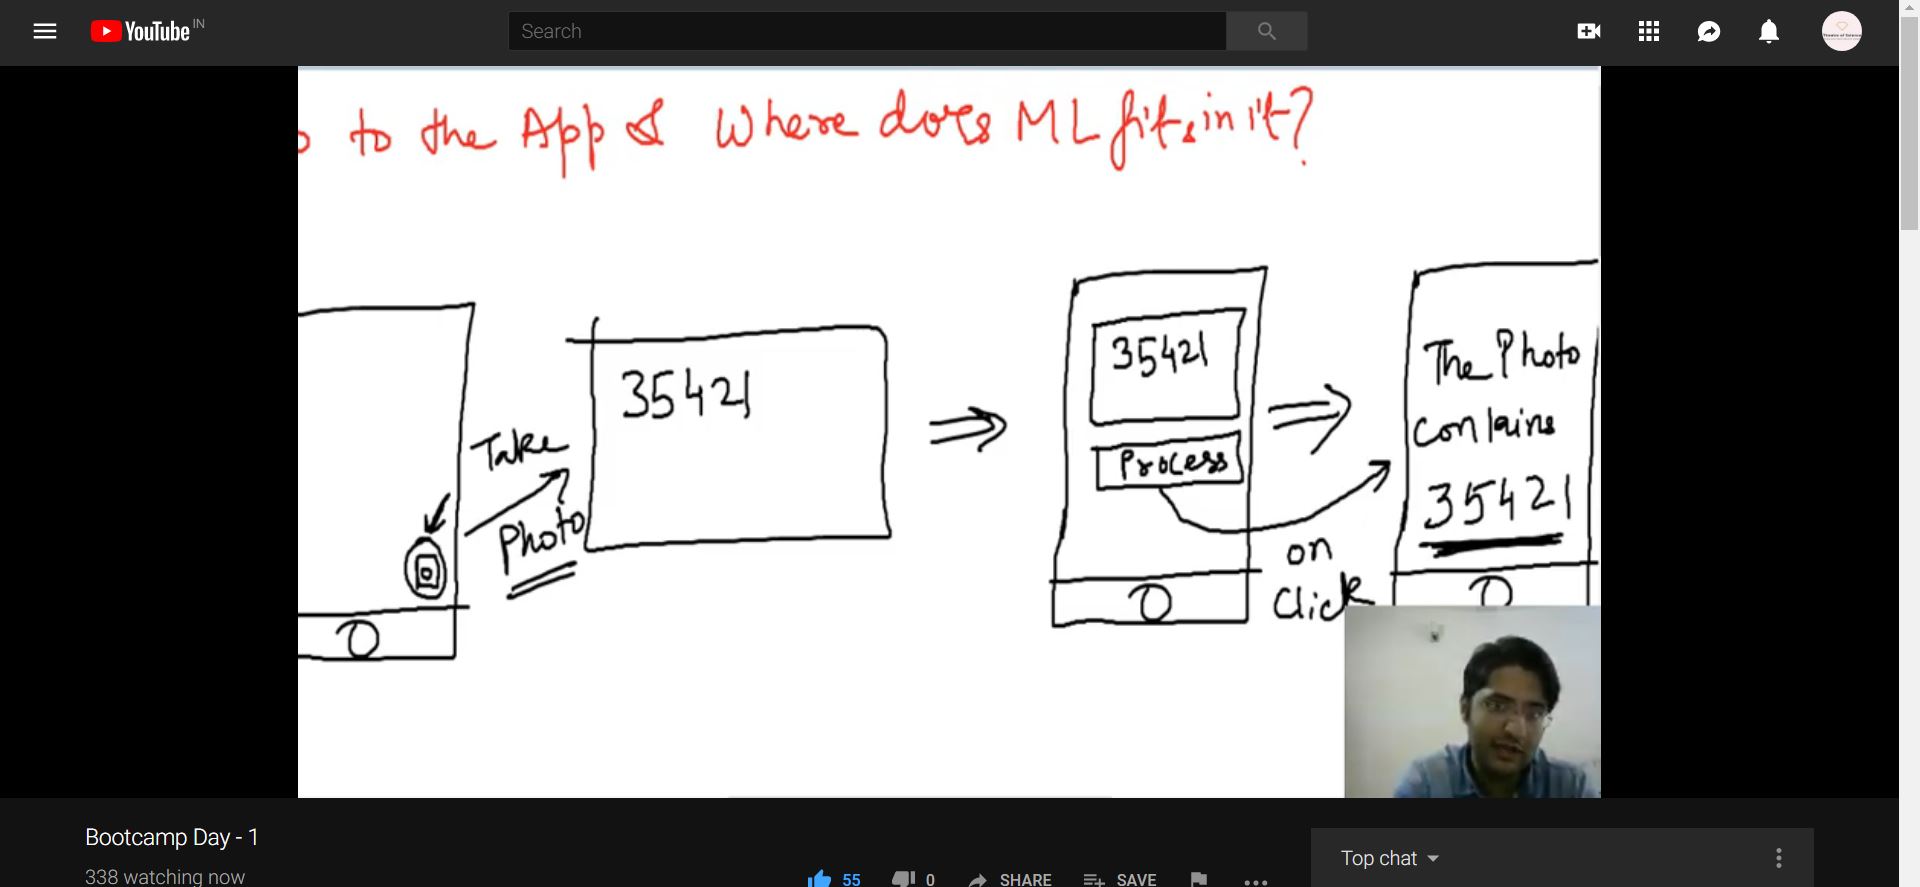 YouTube IN
Search
to the App & Where does ML fits in it?
Take
Photo
35421
35421
Process
on
Click
The Photo
contains
35421
Bootcamp Day - 1
338 watching now
55
0
SHARE
SAVE
Top chat